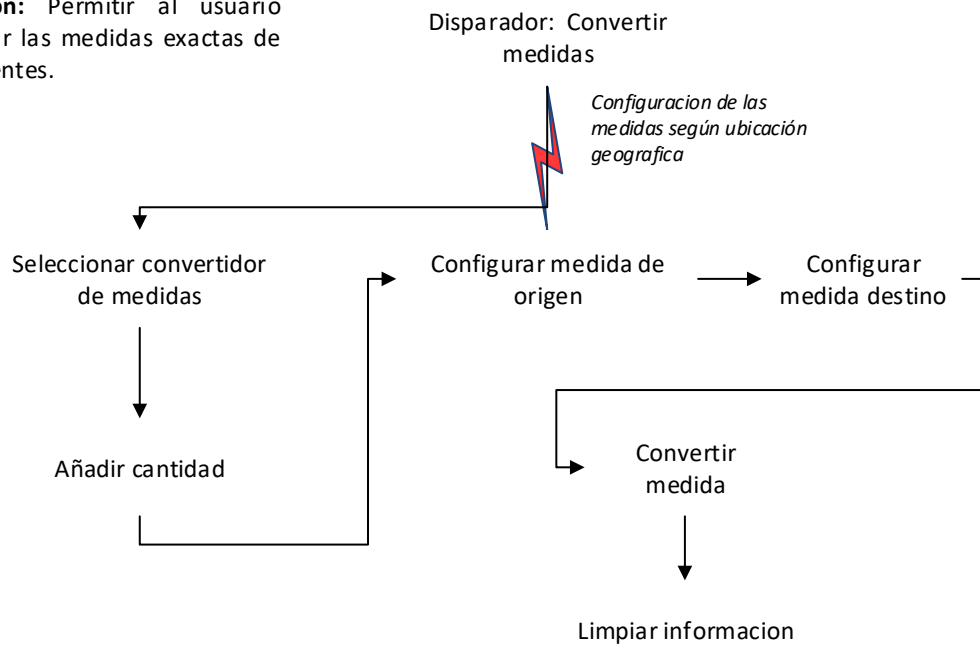 ón: Permitir al usuario
r las medidas exactas de
entes.
Disparador: Convertir
medidas
Configuracion de las
medidas según ubicación
geografica
Seleccionar convertidor
de medidas
Configurar medida de
origen
Configurar
medida destino
Añadir cantidad
Convertir
medida
Limpiar informacion